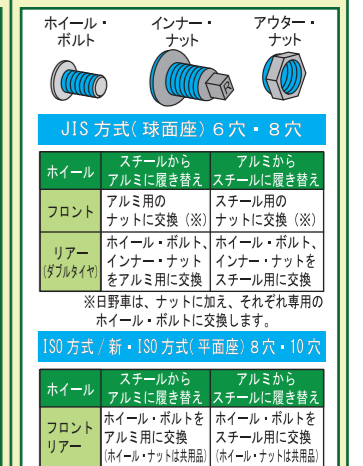 ホイール・ボルト
インナー・ナット
アウター・ナット
JIS方式(球面座)6穴・8穴
ホイール
スチールから
アルミに履き替え
アルミから
スチールに履き替え
フロント
アルミ用の
ナットに交換(※)
スチール用の
ナットに交換(※)
リアー
(ダブルタイヤ)
ホイール・ボルト、
インナー・ナット
をアルミ用に交換
ホイール・ボルト、
インナー・ナットを
スチール用に交換
※日野車は、ナットに加え、それぞれ専用の
ホイール・ボルトに交換します。
ISO方式/新・ISO方式(平面座)8穴・10穴
ホイール
スチールから
アルミに履き替え
アルミから
スチールに履き替え
フロント
リアー
ホイール・ボルトを
アルミ用に交換
(ホイール・ナットは共用品)
ホイール・ボルトを
スチール用に交換
(ホイール・ナットは共用品)